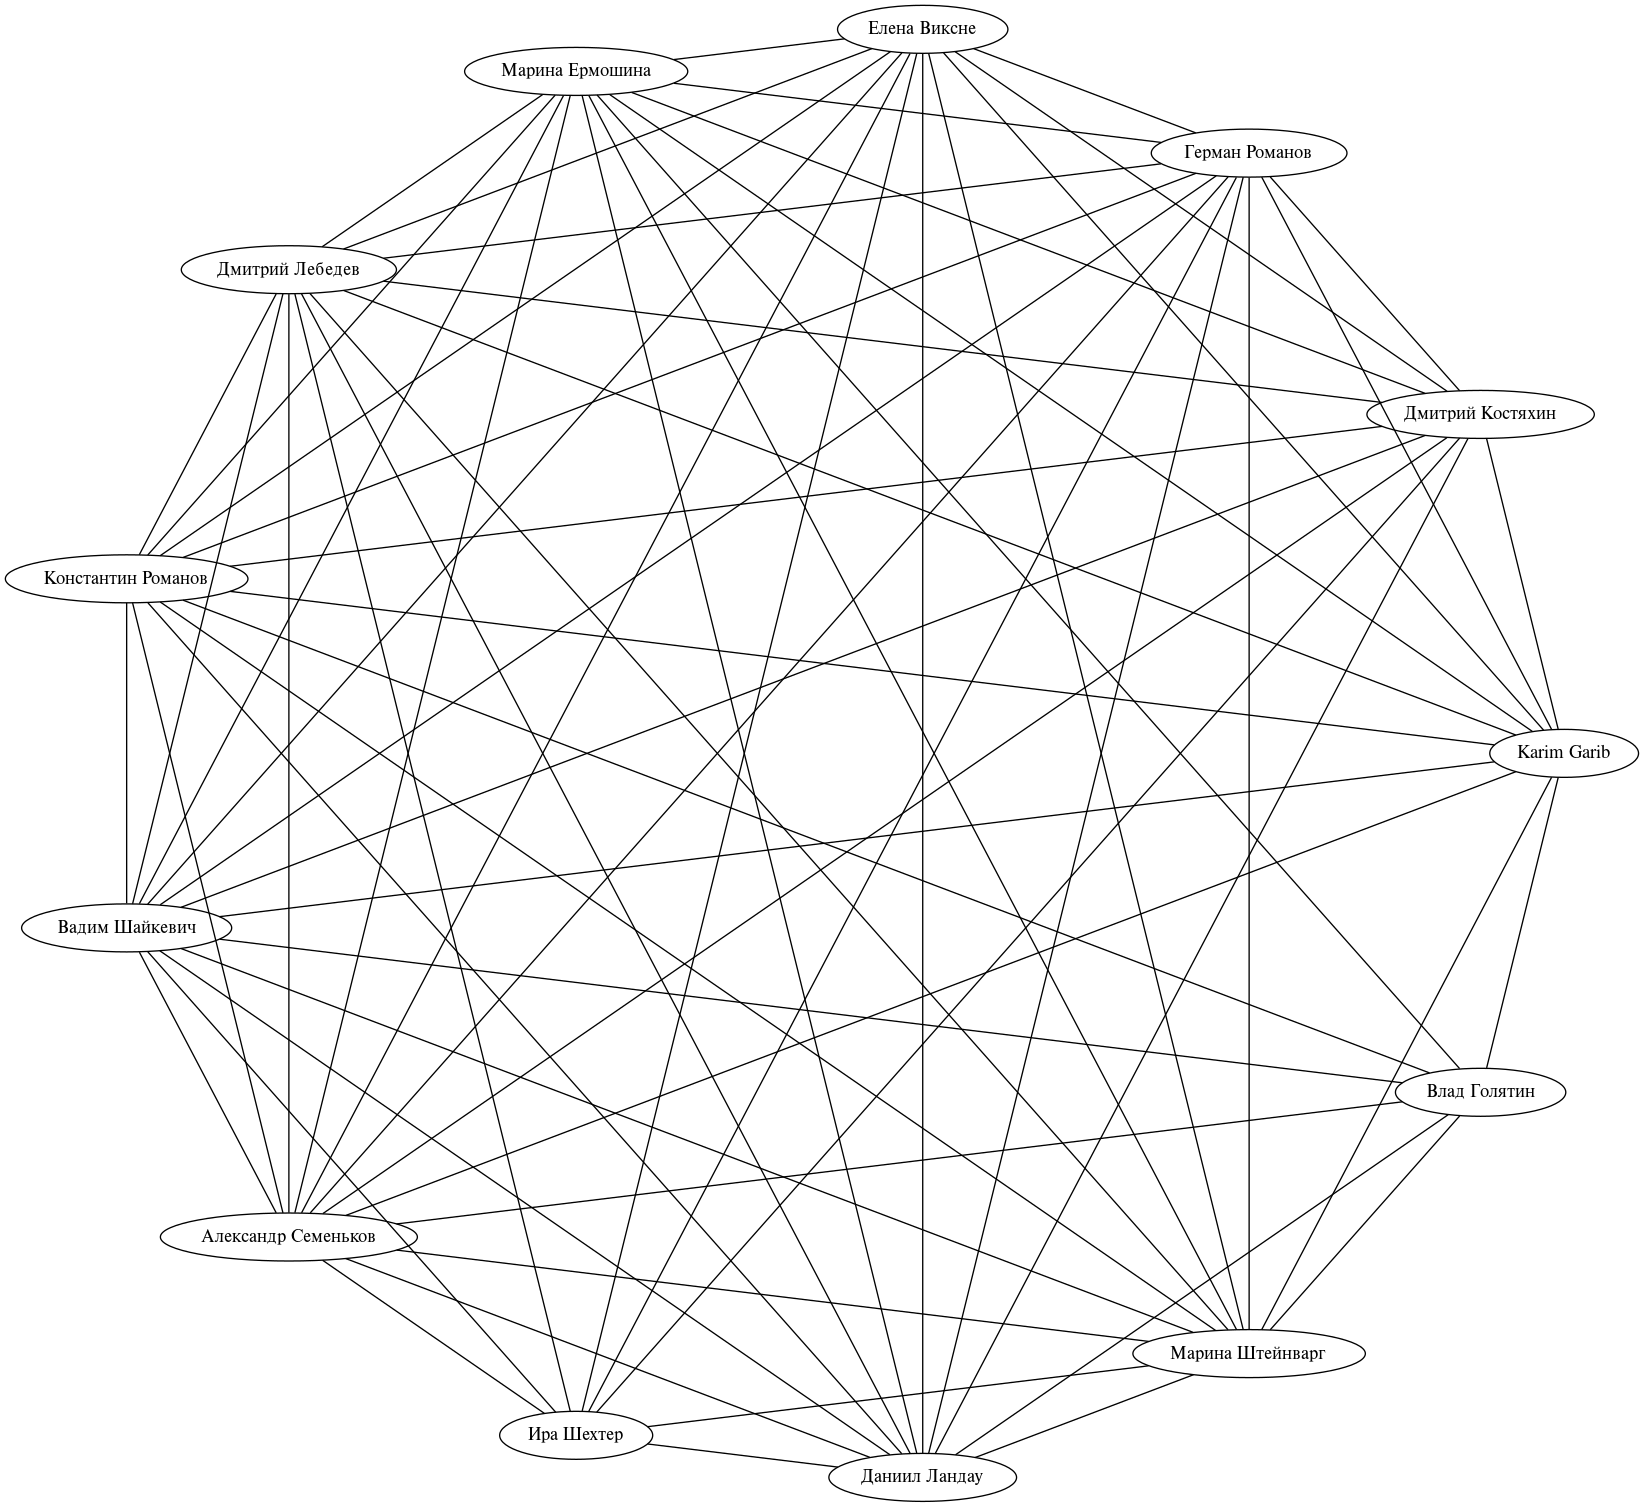 Елена Виксне
Марина Ермошина
Герман Романов
Дмитрий Лебедев
Дмитрий Костяхин
Константин Романов
Karim Garib
Вадим Шайкевич
Влад Голятин
Александр Семеньков
Марина Штейнварг
Ира Шехтер
Даниил Ландау